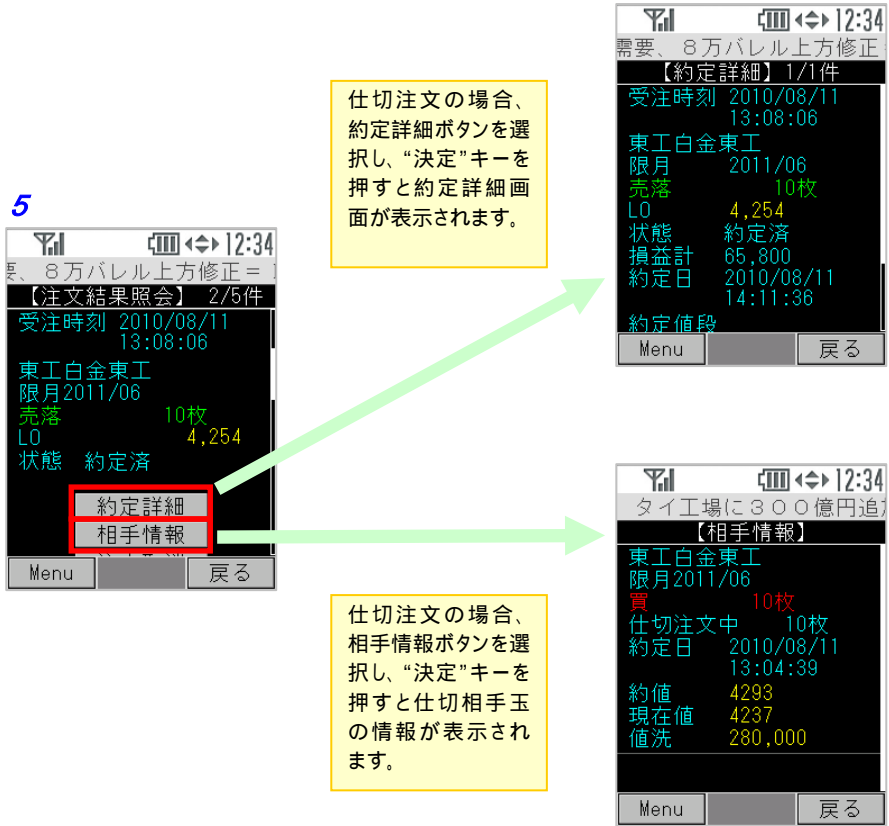 5
12:34
要、８万バレル上方修正＝
【注文結果照会】 2/5件
受注時刻 2010/08/11
13:08:06
東工白金東工
限月2011/06
売落 10枚
LO 4,254
状態 約定済
約定詳細
相手情報
Menu 戻る
仕切注文の場合、
約定詳細ボタンを選
択し、“決定”キーを
押すと約定詳細画
面が表示されます。
12:34
需要、８万バレル上方修正
【約定詳細】 1/1件
受注時刻 2010/08/11
13:08:06
東工白金東工
限月 2011/06
売落 10枚
LO 4,254
状態 約定済
損益計 65,800
約定日 2010/08/11
14:11:36
約定値段
Menu 戻る
仕切注文の場合、
相手情報ボタンを選
択し、“決定”キーを
押すと仕切相手玉
の情報が表示され
ます。
12:34
タイ工場に３００億円追加
【相手情報】
東工白金東工
限月2011/06
買 10枚
仕切注文中 10枚
約定日 2010/08/11
13:04:39
約値 4293
現在値 4237
値洗 280,000
Menu 戻る